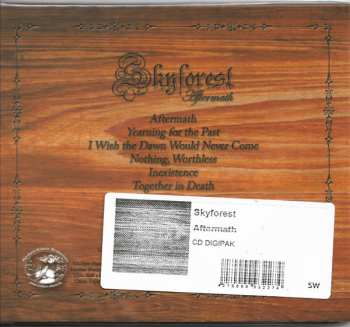 Skyforest
Aftermath
Aftermath
Yearning for the Past
I Wish the Dawn Would Never Come
Nothing, Worthless
Inexistence
Together in Death
Skyforest
Aftermath
CD DIGIPAK
SW